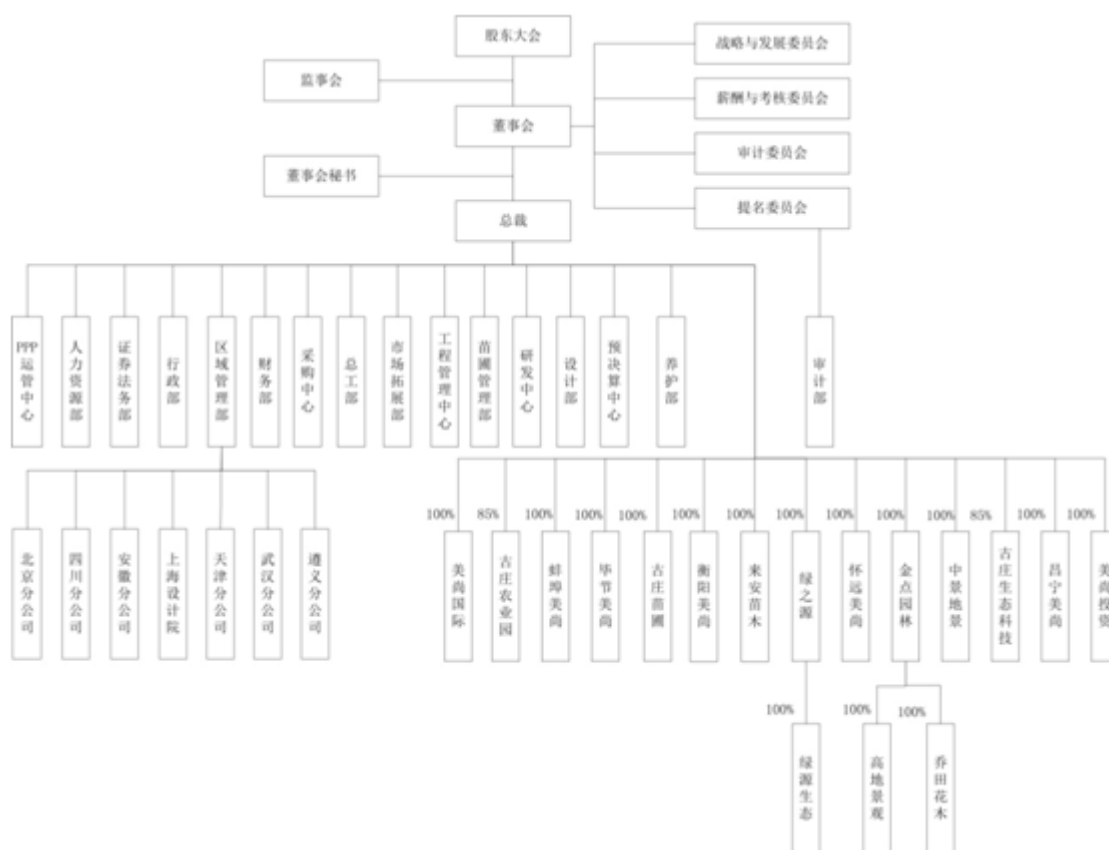 股东大会
战略与发展委员会
监事会
薪酬与考核委员会
董事会
审计委员会
董事会秘书
提名委员会
总裁
PPP运管中心
人力资源部
证券法务部
行政部
区域管理部
财务部
采购中心
总工部
市场拓展部
工程管理中心
苗圃管理部
研发中心
设计部
预决算中心
养护部
审计部
100%
85%
100%
100%
100%
100%
100%
100%
100%
100%
100%
85%
100%
100%
北京分公司
四川分公司
安徽分公司
上海设计院
天津分公司
武汉分公司
遵义分公司
美尚国际
古庄农业园
蚌埠美尚
毕节美尚
古庄苗圃
衡阳美尚
来安苗木
绿之源
怀远美尚
金点园林
中景地景
古庄生态科技
昌宁美尚
美尚投资
100%
100%
100%
绿源生态
高地景观
乔田花木